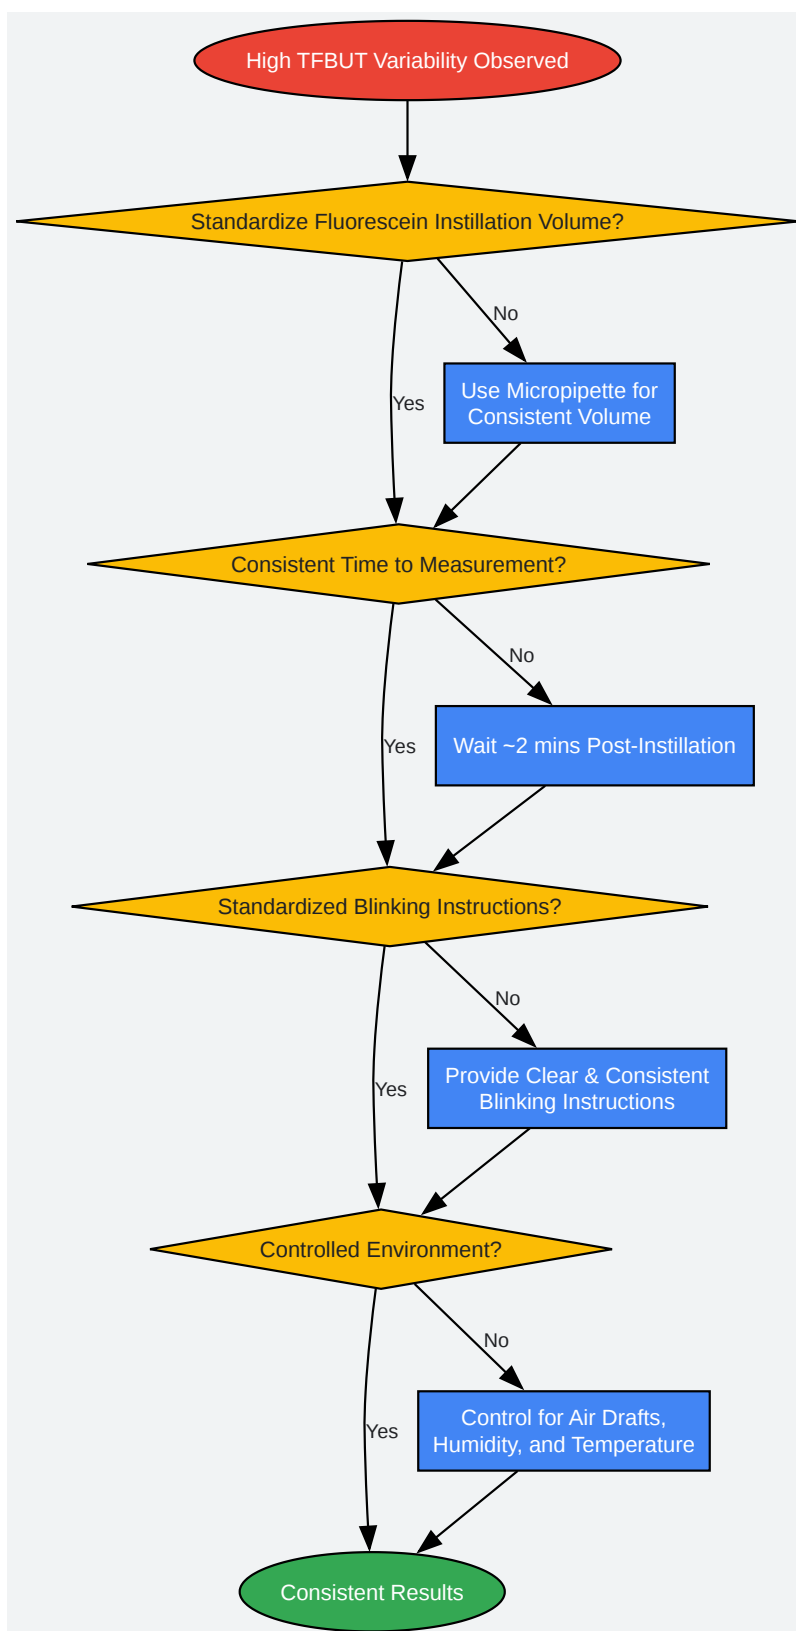 High TFBUT Variability Observed
Standardize Fluorescein Instillation Volume?
No
Use Micropipette for
Consistent Volume
Yes
Consistent Time to Measurement?
No
Wait ~2 mins Post-Instillation
Yes
Standardized Blinking Instructions?
No
Provide Clear & Consistent
Blinking Instructions
Yes
Controlled Environment?
No
Control for Air Drafts,
Humidity, and Temperature
Yes
Consistent Results